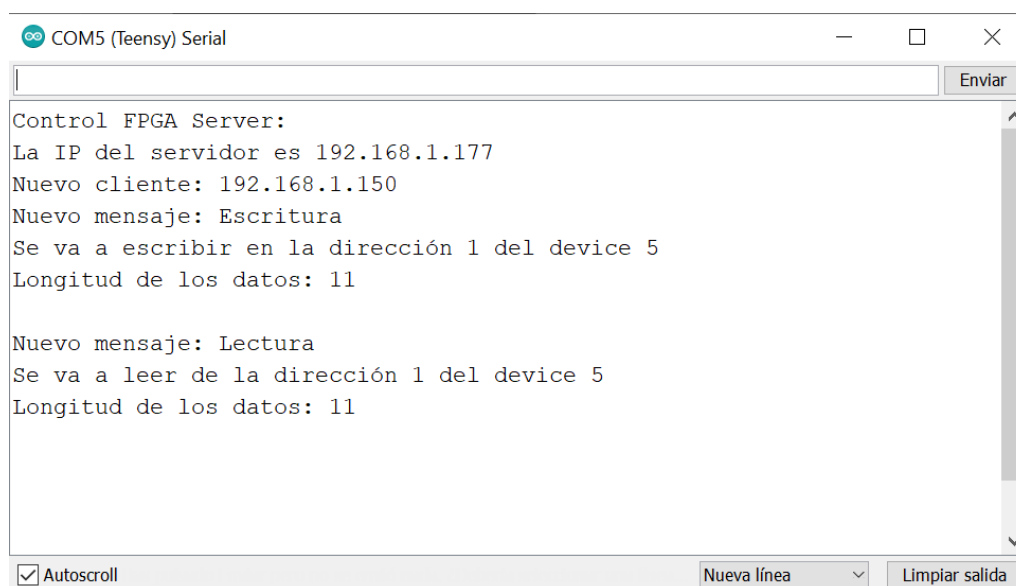 COM5 (Teensy) Serial
Enviar
Control FPGA Server:
La IP del servidor es 192.168.1.177
Nuevo cliente: 192.168.1.150
Nuevo mensaje: Escritura
Se va a escribir en la dirección 1 del device 5
Longitud de los datos: 11
Nuevo mensaje: Lectura
Se va a leer de la dirección 1 del device 5
Longitud de los datos: 11
Autoscroll Nueva línea Limpiar salida